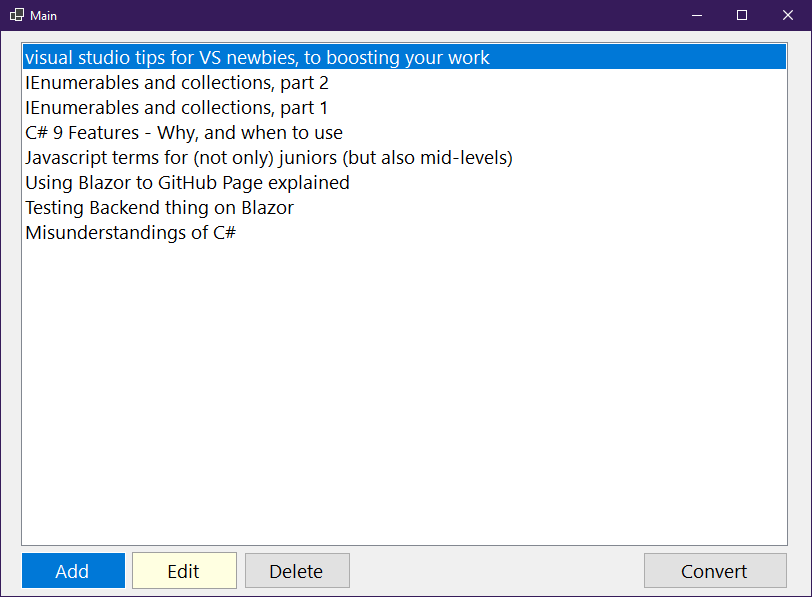 Main
visual studio tips for VS newbies, to boosting your work
IEnumerables and collections, part 2
IEnumerables and collections, part 1
C# 9 Features - Why, and when to use
Javascript terms for (not only) juniors (but also mid-levels)
Using Blazor to GitHub Page explained
Testing Backend thing on Blazor
Misunderstandings of C#
Add Edit Delete Convert